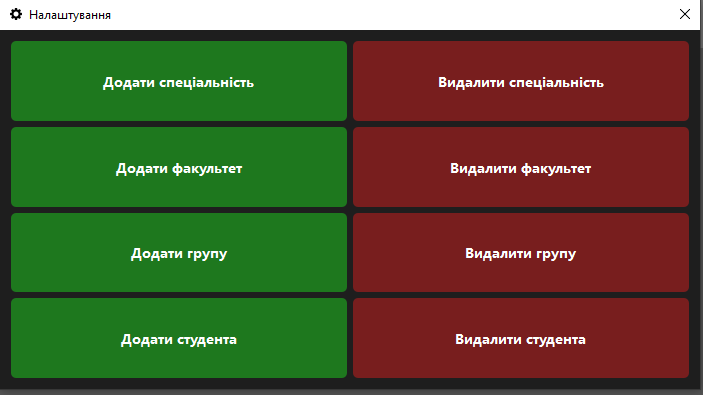 Налаштування
Додати спеціальність
Видалити спеціальність
Додати факультет
Видалити факультет
Додати групу
Видалити групу
Додати студента
Видалити студента